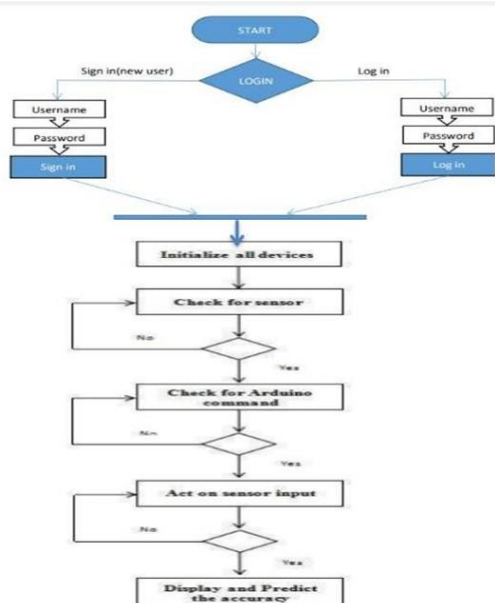 START
LOGIN
Sign in(new user)
Log in
Username
Password
Sign in
Username
Password
Log in
Initialize all devices
Check for sensor
No
Yes
Check for Arduino
command
No
Yes
Act on sensor input
No
Yes
Display and Predict
the accuracy